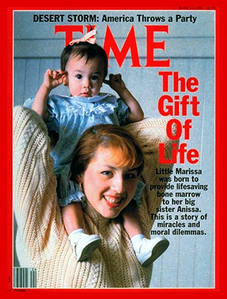 DESERT STORM: America Throws a Party
TIME
The
Gift
Of
Life
Little Marissa
was born to
provide lifesaving
bone marrow
to her big
sister Anissa.
This is a story of
miracles and
moral dilemmas.